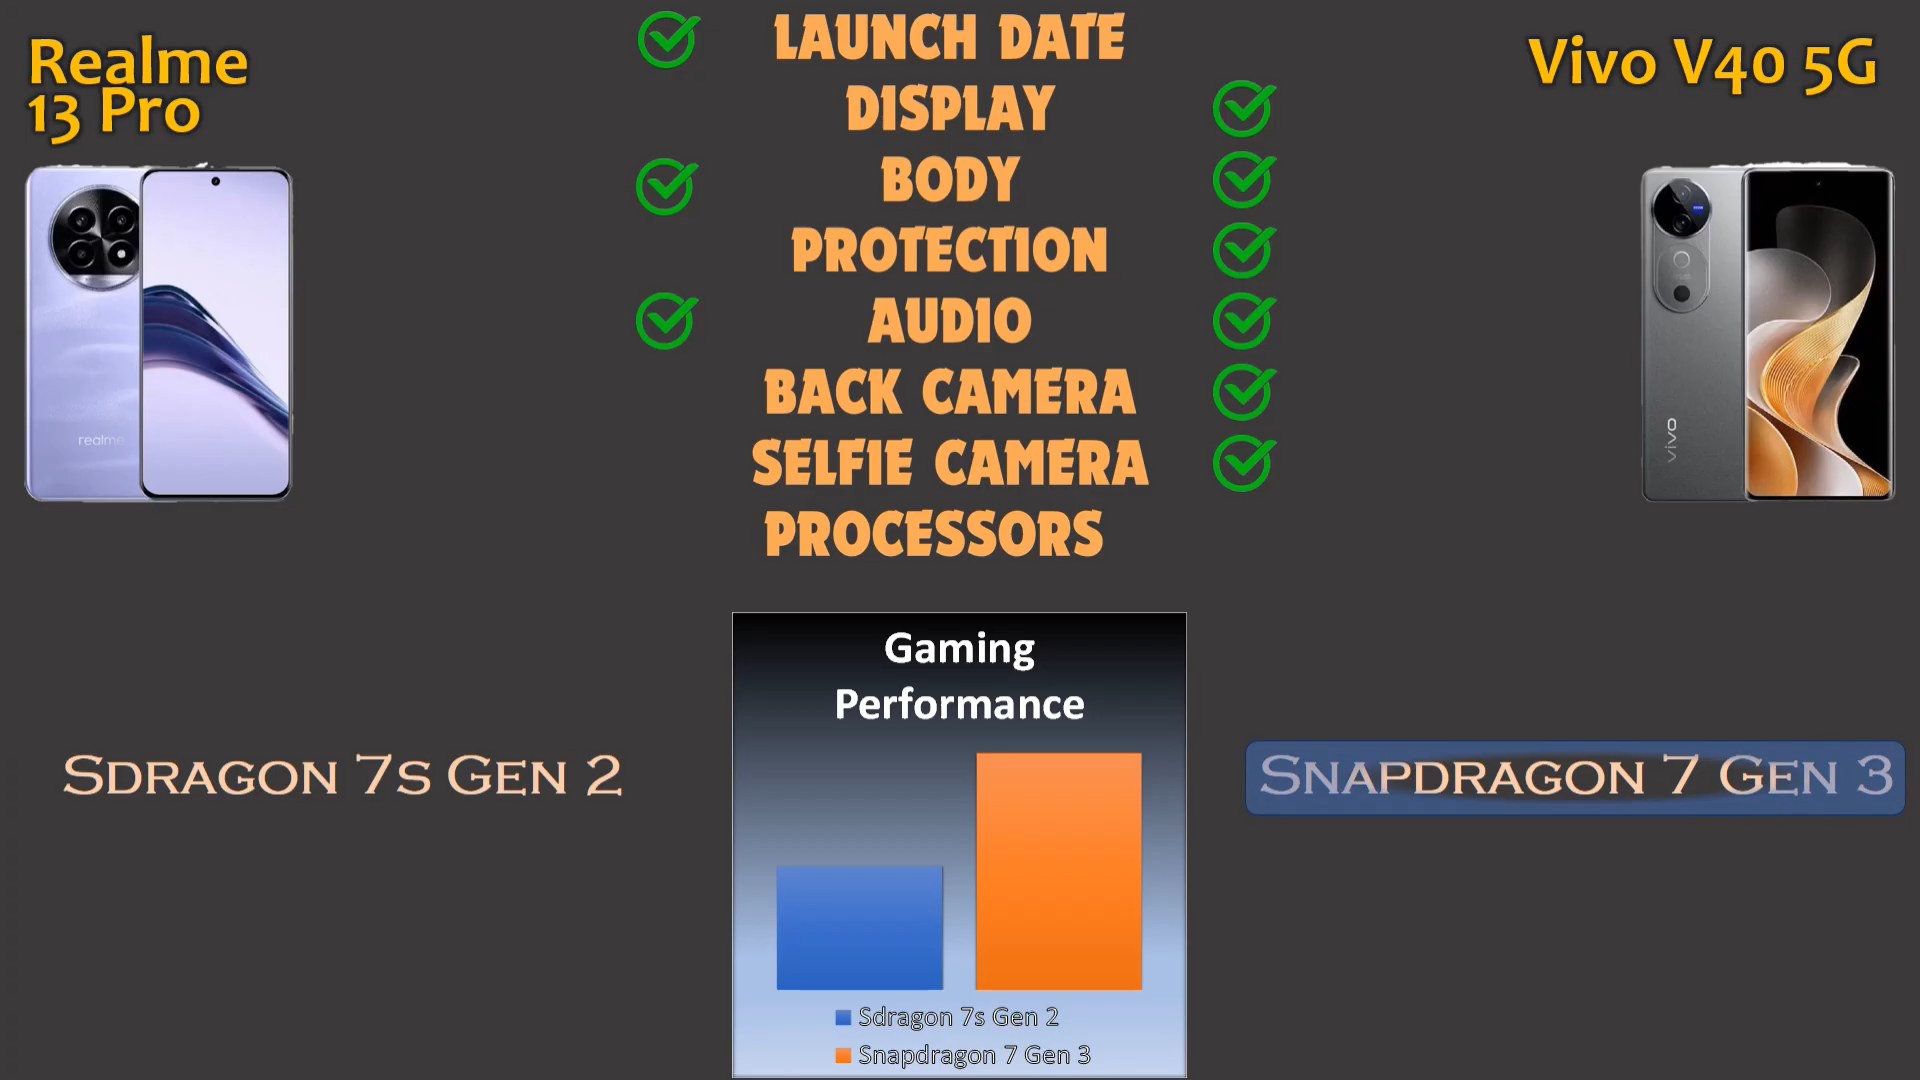 Realme
13 Pro
LAUNCH DATE
DISPLAY
BODY
PROTECTION
AUDIO
BACK CAMERA
SELFIE CAMERA
PROCESSORS
Vivo V40 5G
realme
vivo
Sdragon 7s Gen 2
Gaming
Performance
Sdragon 7s Gen 2
Snapdragon 7 Gen 3
Snapdragon 7 Gen 3